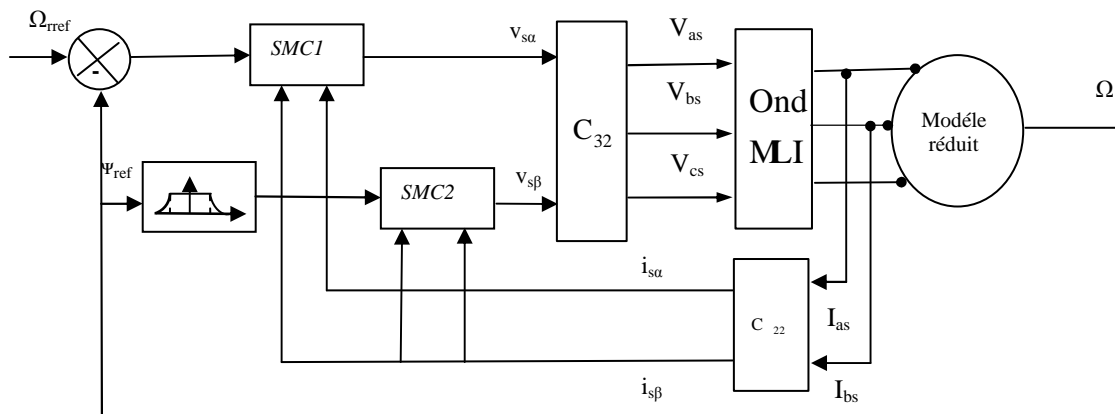 Ω_rref
SMC1
v_sα
V_as
-
V_bs
Ond
MLI
C_32
Modéle
réduit
Ω
Ψ_ref
SMC2
v_sβ
V_cs
i_sα
C_22
I_as
i_sβ
I_bs